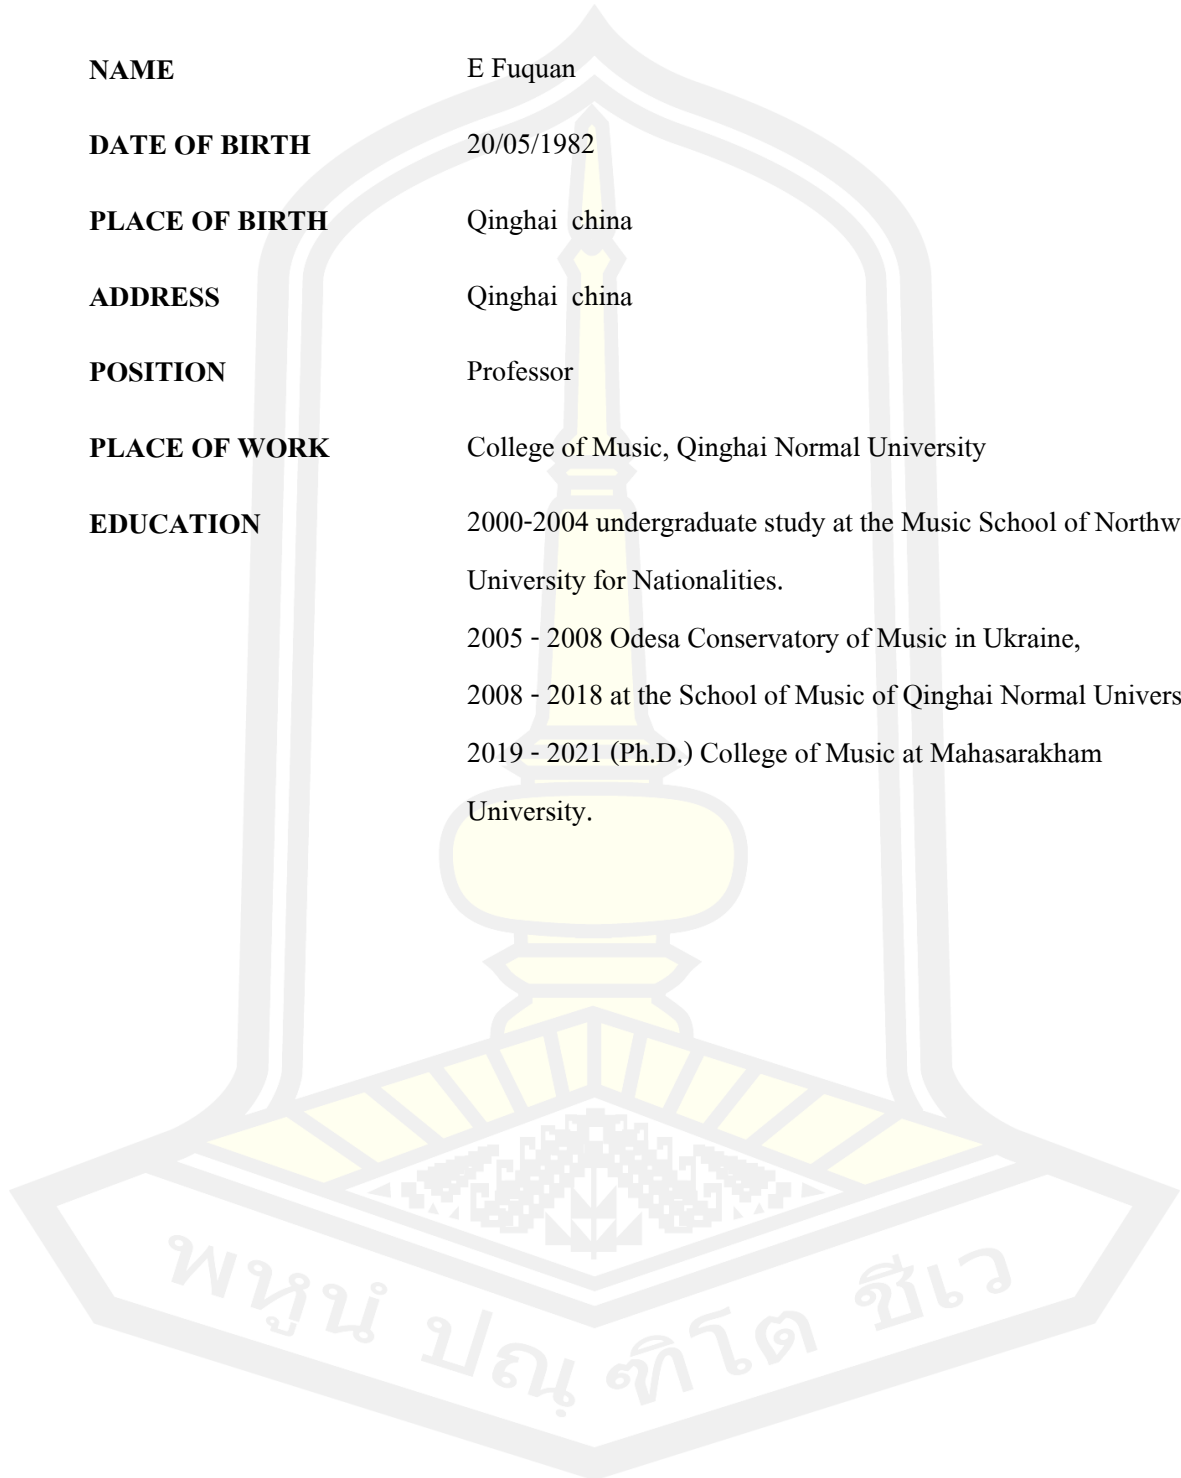 NAME E Fuquan
DATE OF BIRTH 20/05/1982
PLACE OF BIRTH Qinghai china
ADDRESS Qinghai china
POSITION Professor
PLACE OF WORK College of Music, Qinghai Normal University
EDUCATION 2000-2004 undergraduate study at the Music School of Northw
University for Nationalities.
2005 - 2008 Odesa Conservatory of Music in Ukraine,
2008 - 2018 at the School of Music of Qinghai Normal Univers
2019 - 2021 (Ph.D.) College of Music at Mahasarakham
University.
พหูนํ ปณฺฑิโต ชีเว